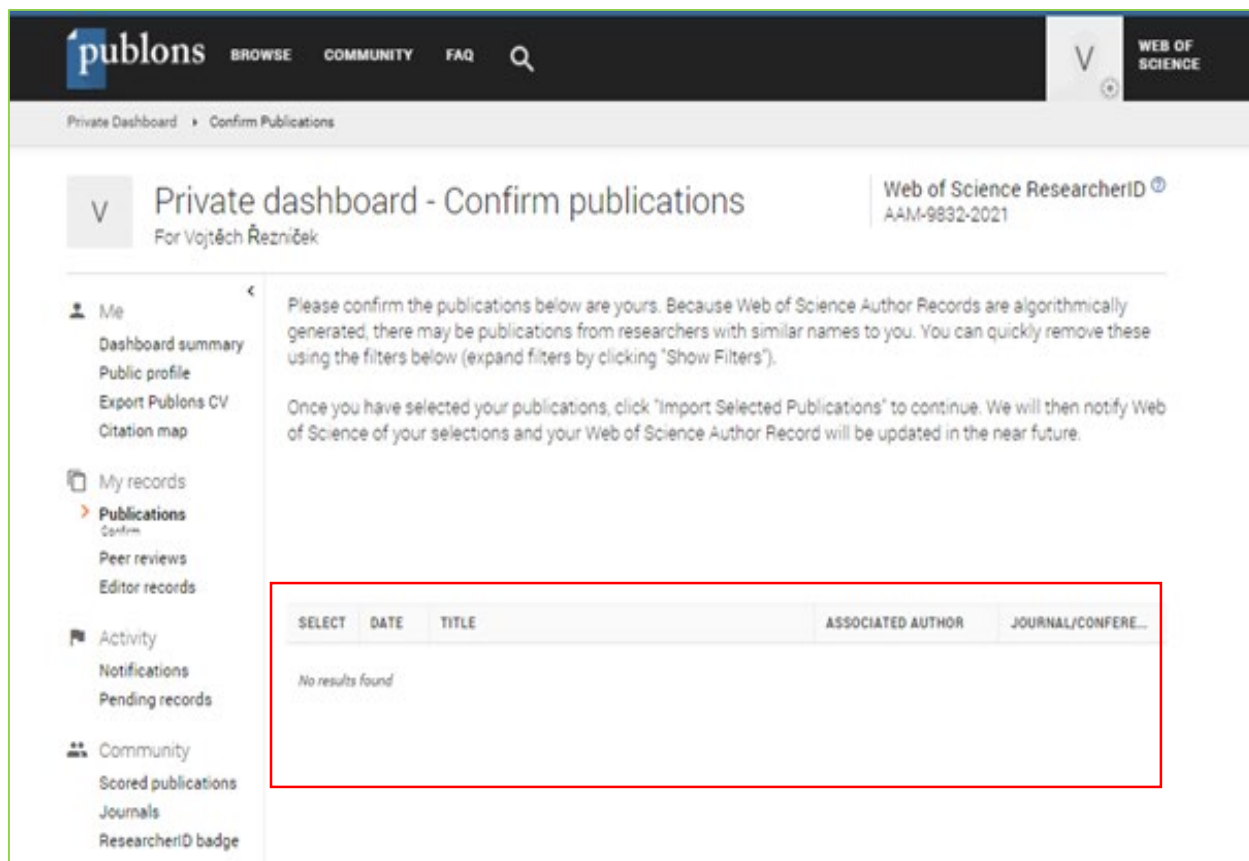 publons BROWSE COMMUNITY FAQ
V
WEB OF
SCIENCE
Private Dashboard › Confirm Publications
V
Private dashboard - Confirm publications
For Vojtěch Řezníček
Web of Science ResearcherID
AAM-9832-2021
Me
Dashboard summary
Public profile
Export Publons CV
Citation map
My records
Publications
Confirm
Peer reviews
Editor records
Activity
Notifications
Pending records
Community
Scored publications
Journals
ResearcherID badge
Please confirm the publications below are yours. Because Web of Science Author Records are algorithmically
generated, there may be publications from researchers with similar names to you. You can quickly remove these
using the filters below (expand filters by clicking "Show Filters").
Once you have selected your publications, click "Import Selected Publications" to continue. We will then notify Web
of Science of your selections and your Web of Science Author Record will be updated in the near future.
SELECT DATE TITLE ASSOCIATED AUTHOR JOURNAL/CONFERE...
No results found